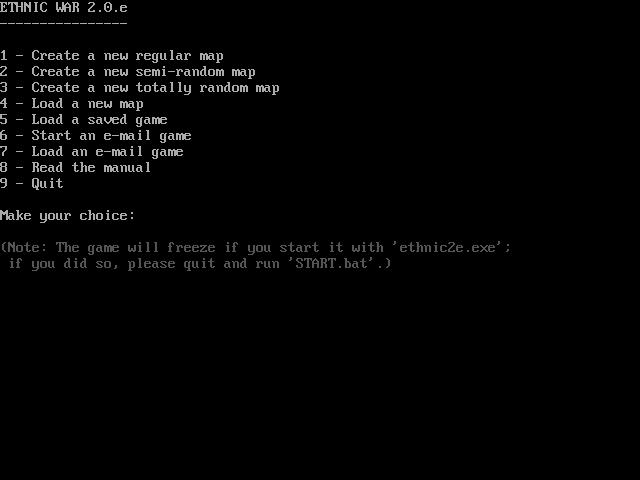 ETHNIC WAR 2.0.e
----------------
1 - Create a new regular map
2 - Create a new semi-random map
3 - Create a new totally random map
4 - Load a new map
5 - Load a saved game
6 - Start an e-mail game
7 - Load an e-mail game
8 - Read the manual
9 - Quit
Make your choice:
(Note: The game will freeze if you start it with 'ethnic2e.exe';
if you did so, please quit and run 'START.bat'.)